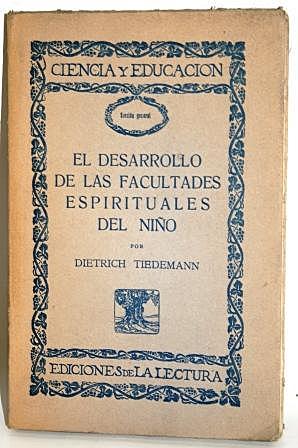 CIENCIA Y EDUCACION
Sección general
EL DESARROLLO
DE LAS FACULTADES
ESPIRITUALES
DEL NIÑO
POR
DIETRICH TIEDEMANN
EDICIONES DE LA LECTURA